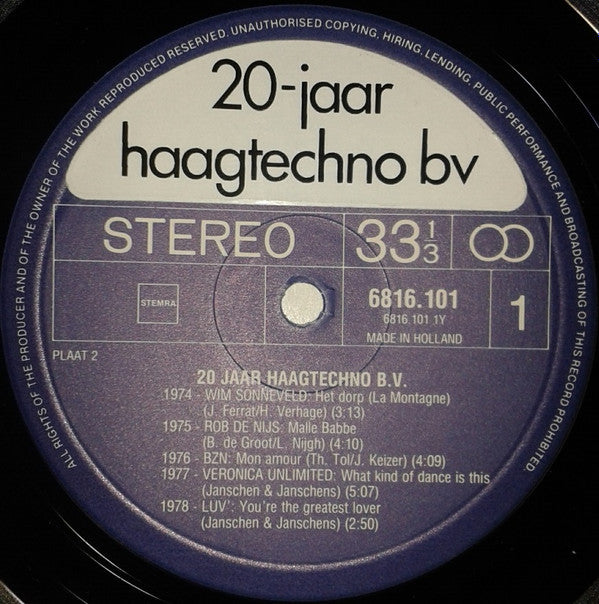 ALL RIGHTS OF THE PRODUCER AND OF THE OWNER OF THE WORK REPRODUCED RESERVED. UNAUTHORISED COPYING, HIRING, LENDING, PUBLIC PERFORMANCE AND BROADCASTING OF THIS RECORD PROHIBITED.
20-jaar
haagtechno bv
STEREO 33 1/3
STEMRA
6816.101
6816.101 1Y
MADE IN HOLLAND
1
PLAAT 2
20 JAAR HAAGTECHNO B.V.
1974 - WIM SONNEVELD: Het dorp (La Montagne)
(J. Ferrat/H. Verhage) (3:13)
1975 - ROB DE NIJS: Malle Babbe
(B. de Groot/L. Nijgh) (4:10)
1976 - BZN: Mon amour (Th. Tol/J. Keizer) (4:09)
1977 - VERONICA UNLIMITED: What kind of dance is this
(Janschen & Janschens) (5:07)
1978 - LUV': You're the greatest lover
(Janschen & Janschens) (2:50)